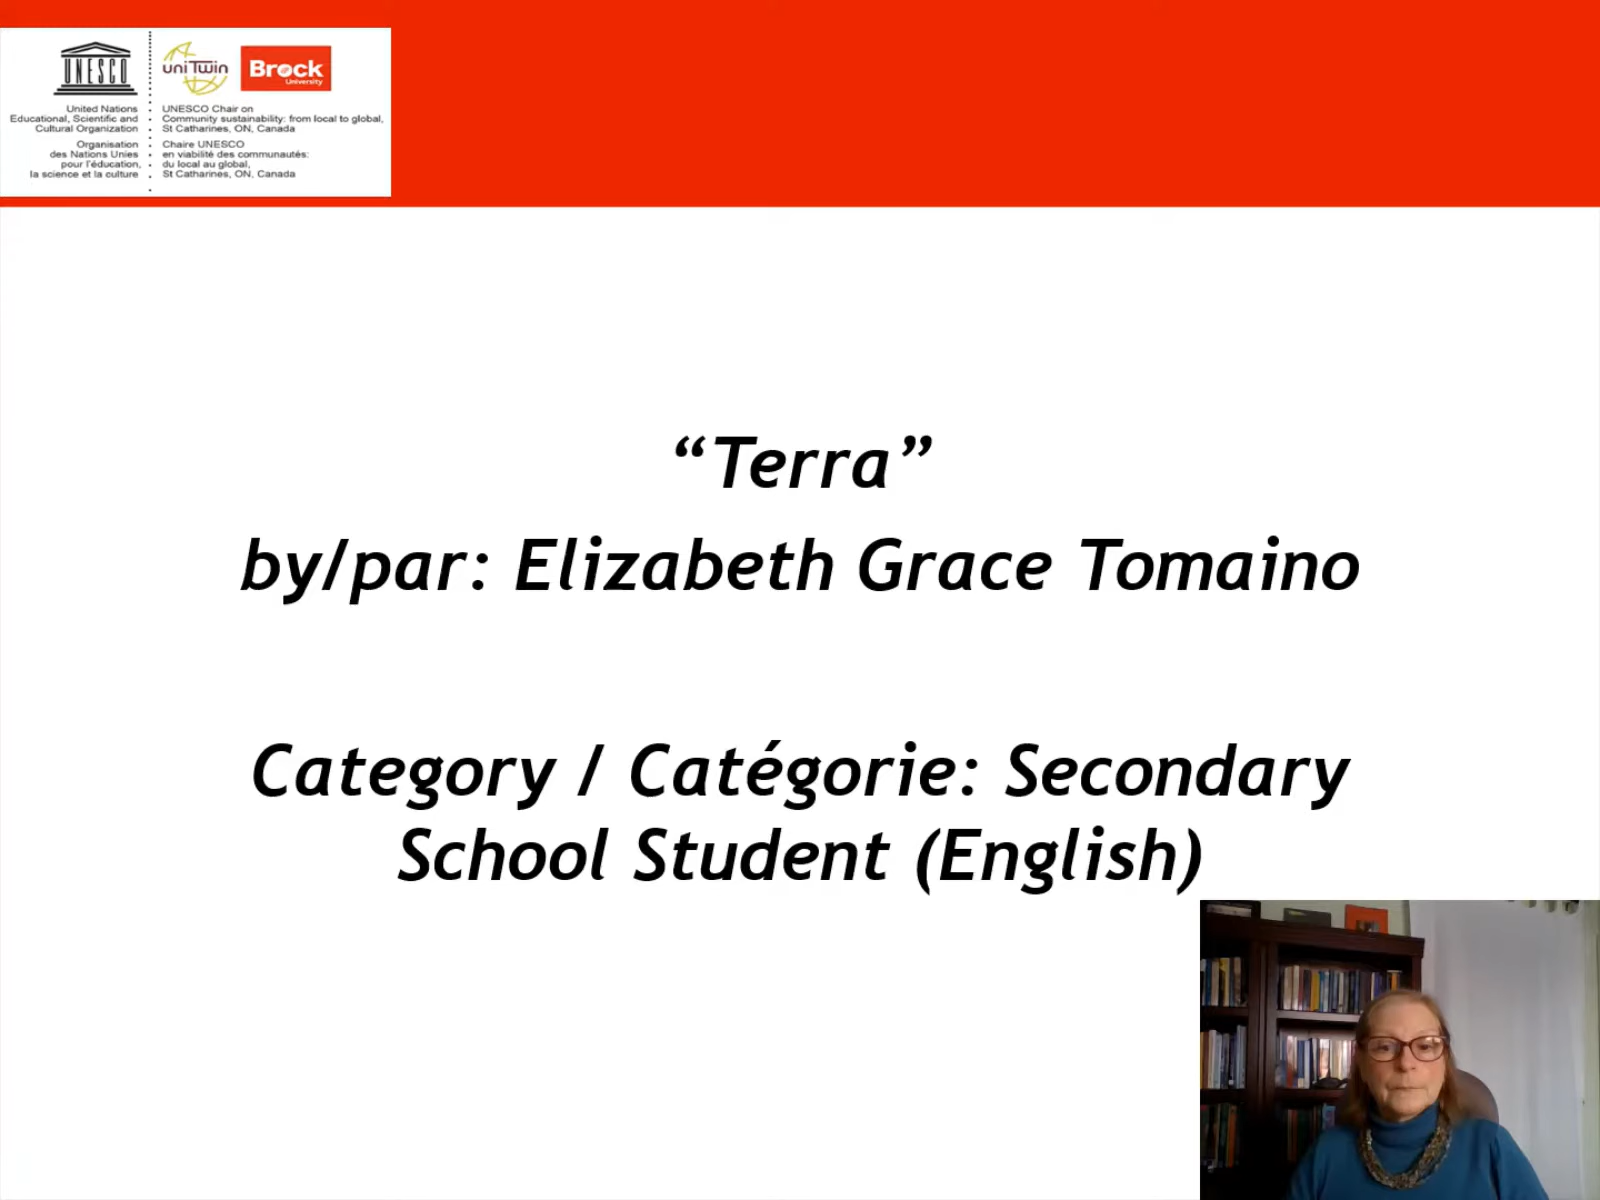 UNESCO
uniTwin
Brock
University
United Nations
Educational, Scientific and
Cultural Organization
Organisation
des Nations Unies
pour l'éducation,
la science et la culture
UNESCO Chair on
Community sustainability: from local to global,
St Catharines, ON, Canada
Chaire UNESCO
en viabilité des communautés:
du local au global,
St Catharines, ON, Canada
“Terra”
by/par: Elizabeth Grace Tomaino
Category / Catégorie: Secondary
School Student (English)